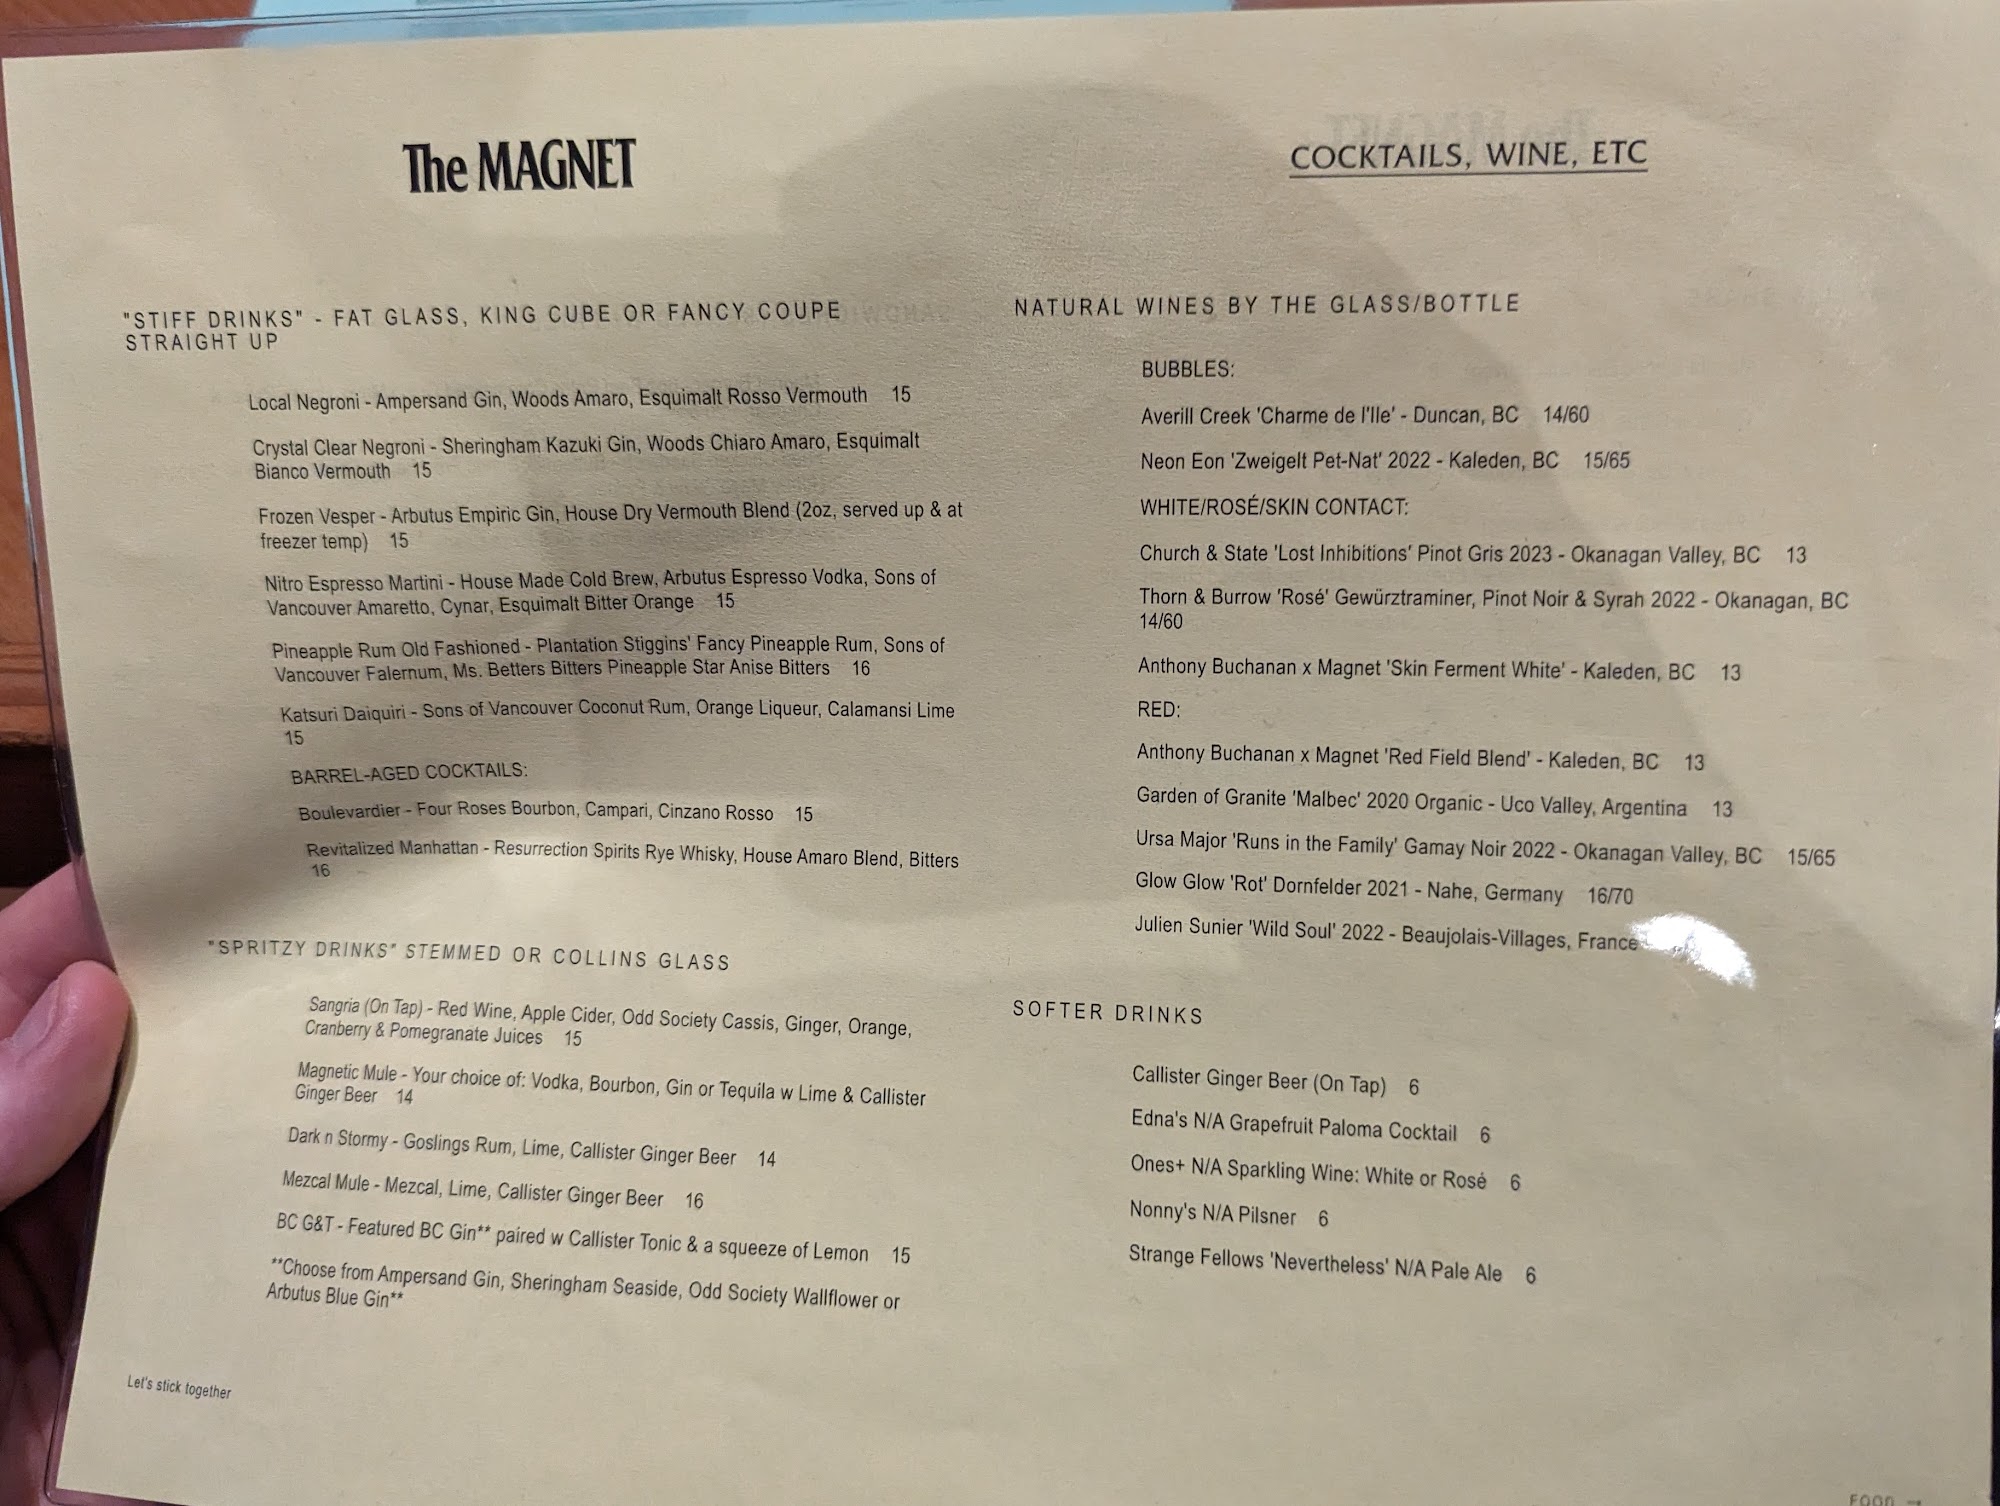 The MAGNET
"STIFF DRINKS" - FAT GLASS, KING CUBE OR FANCY COUPE
STRAIGHT UP
Local Negroni - Ampersand Gin, Woods Amaro, Esquimalt Rosso Vermouth 15
Crystal Clear Negroni - Sheringham Kazuki Gin, Woods Chiaro Amaro, Esquimalt
Bianco Vermouth 15
Frozen Vesper - Arbutus Empiric Gin, House Dry Vermouth Blend (2oz, served up & at
freezer temp) 15
Nitro Espresso Martini - House Made Cold Brew, Arbutus Espresso Vodka, Sons of
Vancouver Amaretto, Cynar, Esquimalt Bitter Orange 15
Pineapple Rum Old Fashioned - Plantation Stiggins' Fancy Pineapple Rum, Sons of
Vancouver Falernum, Ms. Betters Bitters Pineapple Star Anise Bitters 16
Katsuri Daiquiri - Sons of Vancouver Coconut Rum, Orange Liqueur, Calamansi Lime
15
BARREL-AGED COCKTAILS:
Boulevardier - Four Roses Bourbon, Campari, Cinzano Rosso 15
Revitalized Manhattan - Resurrection Spirits Rye Whisky, House Amaro Blend, Bitters
16
"SPRITZY DRINKS" STEMMED OR COLLINS GLASS
Sangria (On Tap) - Red Wine, Apple Cider, Odd Society Cassis, Ginger, Orange,
Cranberry & Pomegranate Juices 15
Magnetic Mule - Your choice of: Vodka, Bourbon, Gin or Tequila w Lime & Callister
Ginger Beer 14
Dark n Stormy - Goslings Rum, Lime, Callister Ginger Beer 14
Mezcal Mule - Mezcal, Lime, Callister Ginger Beer 16
BC G&T - Featured BC Gin** paired w Callister Tonic & a squeeze of Lemon 15
**Choose from Ampersand Gin, Sheringham Seaside, Odd Society Wallflower or
Arbutus Blue Gin**
Let's stick together
COCKTAILS, WINE, ETC
NATURAL WINES BY THE GLASS/BOTTLE
BUBBLES:
Averill Creek 'Charme de l'Ile' - Duncan, BC 14/60
Neon Eon 'Zweigelt Pet-Nat' 2022 - Kaleden, BC 15/65
WHITE/ROSÉ/SKIN CONTACT:
Church & State 'Lost Inhibitions' Pinot Gris 2023 - Okanagan Valley, BC 13
Thorn & Burrow 'Rosé' Gewürztraminer, Pinot Noir & Syrah 2022 - Okanagan, BC
14/60
Anthony Buchanan x Magnet 'Skin Ferment White' - Kaleden, BC 13
RED:
Anthony Buchanan x Magnet 'Red Field Blend' - Kaleden, BC 13
Garden of Granite 'Malbec' 2020 Organic - Uco Valley, Argentina 13
Ursa Major 'Runs in the Family' Gamay Noir 2022 - Okanagan Valley, BC 15/65
Glow Glow 'Rot' Dornfelder 2021 - Nahe, Germany 16/70
Julien Sunier 'Wild Soul' 2022 - Beaujolais-Villages, France
SOFTER DRINKS
Callister Ginger Beer (On Tap) 6
Edna's N/A Grapefruit Paloma Cocktail 6
Ones+ N/A Sparkling Wine: White or Rosé 6
Nonny's N/A Pilsner 6
Strange Fellows 'Nevertheless' N/A Pale Ale 6
FOOD →